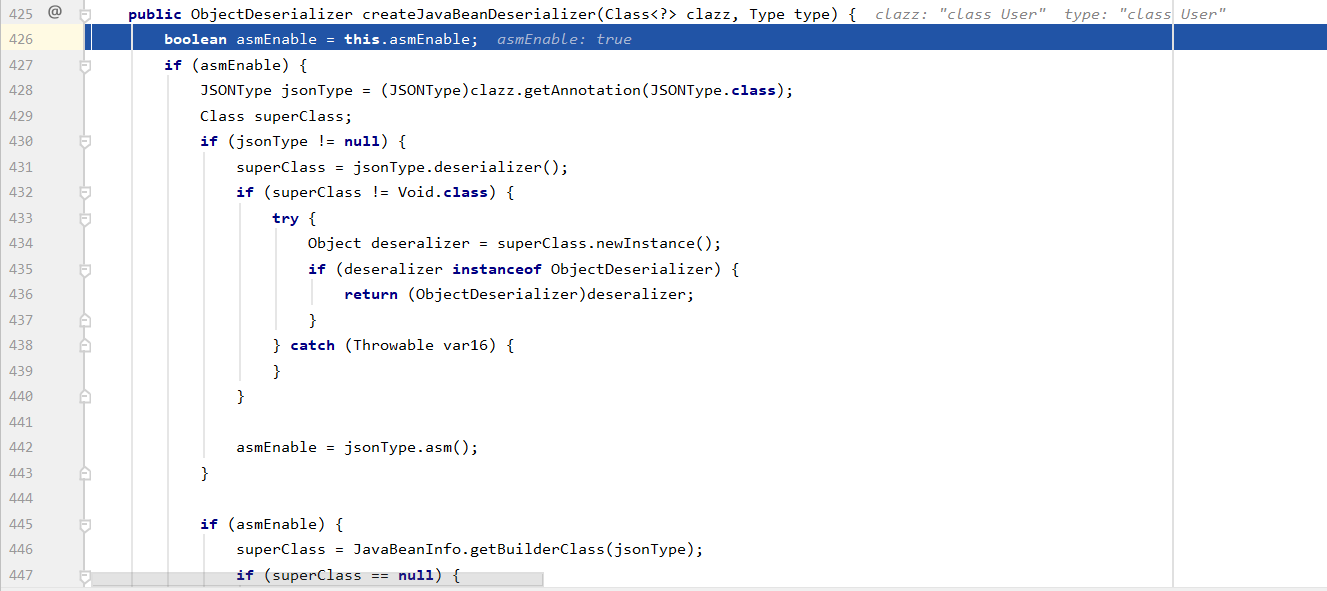 425 @ public ObjectDeserializer createJavaBeanDeserializer(Class<?> clazz, Type type) {  clazz: "class User"  type: "class User"
426 boolean asmEnable = this.asmEnable;  asmEnable: true
427 if (asmEnable) {
428 JSONType jsonType = (JSONType)clazz.getAnnotation(JSONType.class);
429 Class superClass;
430 if (jsonType != null) {
431 superClass = jsonType.deserializer();
432 if (superClass != Void.class) {
433 try {
434 Object deseralizer = superClass.newInstance();
435 if (deseralizer instanceof ObjectDeserializer) {
436 return (ObjectDeserializer)deseralizer;
437 }
438 } catch (Throwable var16) {
439 }
440 }
441
442 asmEnable = jsonType.asm();
443 }
444
445 if (asmEnable) {
446 superClass = JavaBeanInfo.getBuilderClass(jsonType);
447 if (superClass == null) {